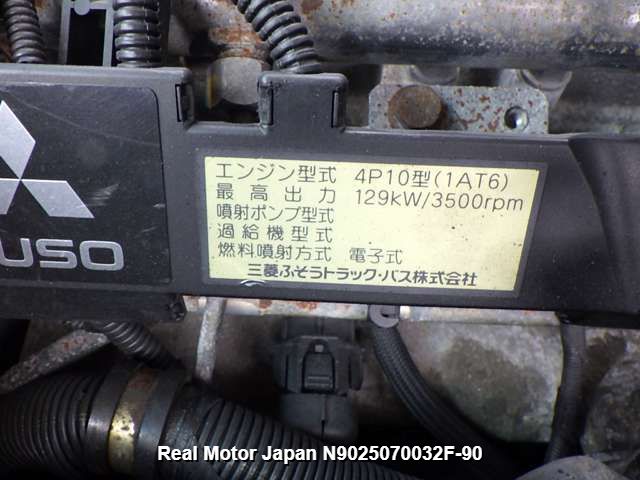 エンジン型式 4P10型(1AT6)
最高出力 129kW/3500rpm
噴射ポンプ型式
過給機型式
燃料噴射方式 電子式
三菱ふそうトラック・バス株式会社
USO
Real Motor Japan N9025070032F-90